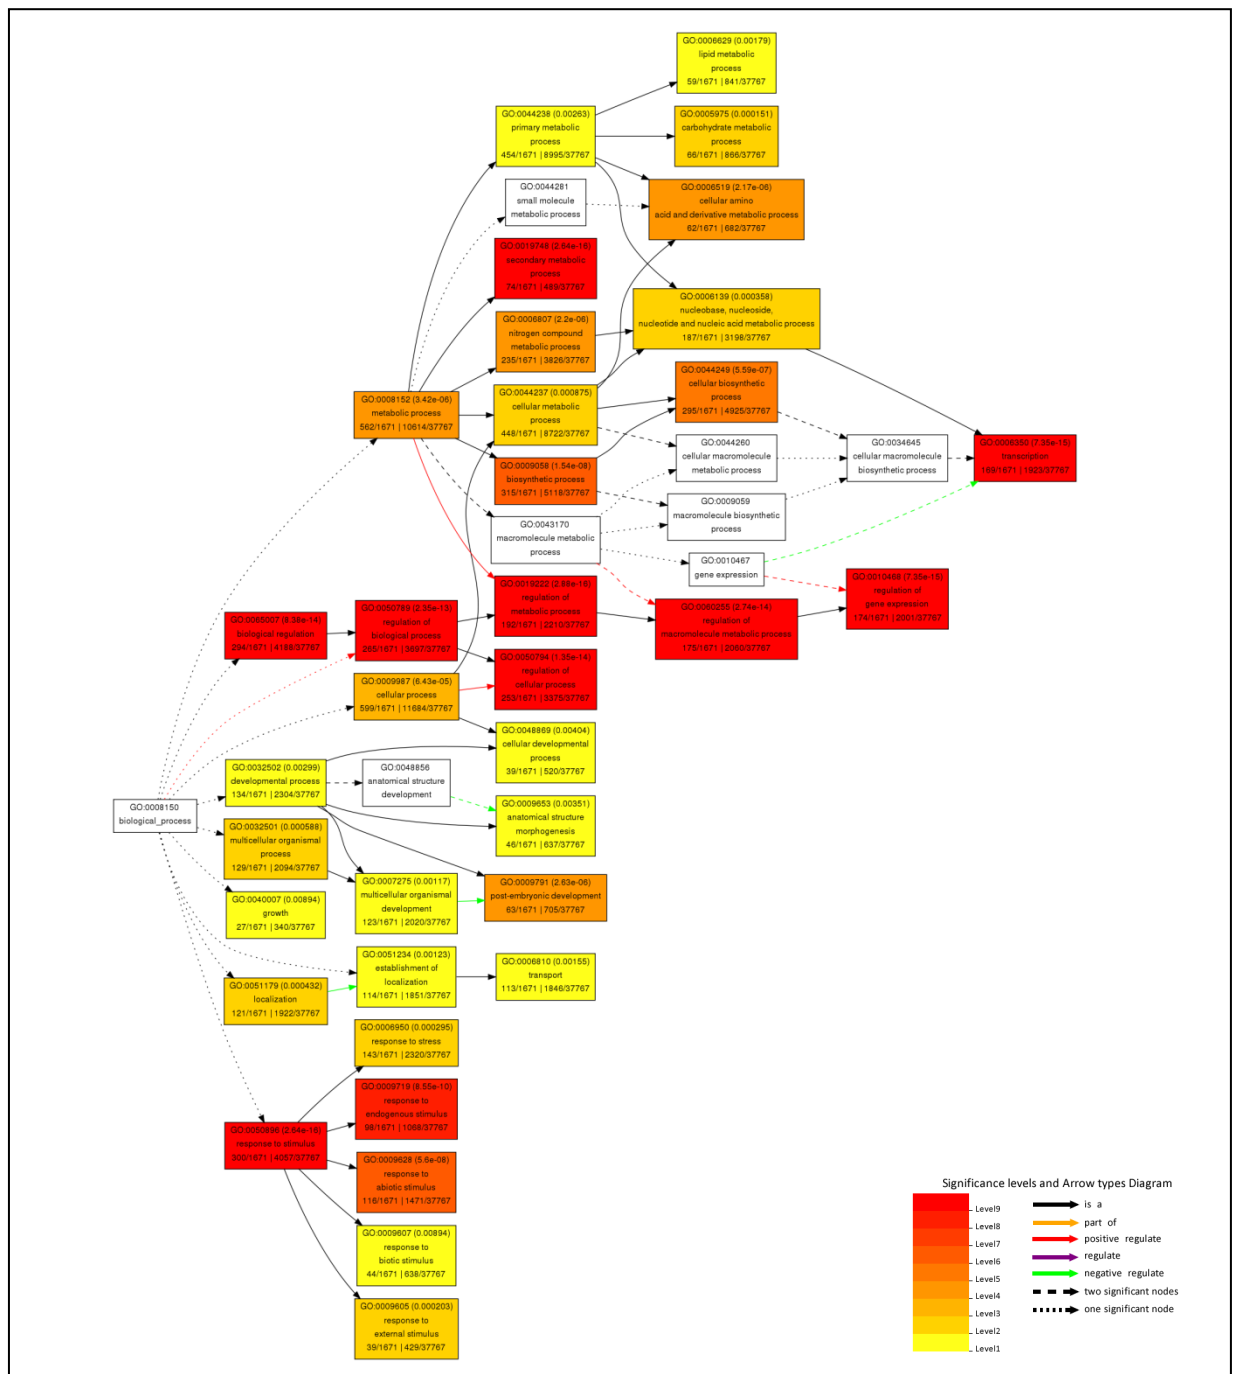 GO:0006629 (0.00179)
lipid metabolic
process
59/1671 | 841/37767
GO:0044238 (0.00263)
primary metabolic
process
454/1671 | 8995/37767
GO:0005975 (0.000151)
carbohydrate metabolic
process
66/1671 | 866/37767
GO:0044281
small molecule
metabolic process
GO:0006519 (2.17e-06)
cellular amino
acid and derivative metabolic process
62/1671 | 682/37767
GO:0019748 (2.64e-16)
secondary metabolic
process
74/1671 | 489/37767
GO:0006139 (0.000358)
nucleobase, nucleoside,
nucleotide and nucleic acid metabolic process
187/1671 | 3198/37767
GO:0006807 (2.2e-06)
nitrogen compound
metabolic process
235/1671 | 3826/37767
GO:0044249 (5.59e-07)
cellular biosynthetic
process
295/1671 | 4925/37767
GO:0008152 (3.42e-06)
metabolic process
562/1671 | 10614/37767
GO:0044237 (0.000875)
cellular metabolic
process
448/1671 | 8722/37767
GO:0044260
cellular macromolecule
metabolic process
GO:0034645
cellular macromolecule
biosynthetic process
GO:0006350 (7.35e-15)
transcription
169/1671 | 1923/37767
GO:0009058 (1.54e-08)
biosynthetic process
315/1671 | 5118/37767
GO:0009059
macromolecule biosynthetic
process
GO:0043170
macromolecule metabolic
process
GO:0010467
gene expression
GO:0010468 (7.35e-15)
regulation of
gene expression
174/1671 | 2001/37767
GO:0019222 (2.88e-15)
regulation of
metabolic process
192/1671 | 2210/37767
GO:0060255 (2.74e-14)
regulation of
macromolecule metabolic process
175/1671 | 2050/37767
GO:0065007 (9.38e-14)
biological regulation
294/1671 | 4188/37767
GO:0050789 (2.35e-13)
regulation of
biological process
265/1671 | 3697/37767
GO:0050794 (1.35e-14)
regulation of
cellular process
253/1671 | 3375/37767
GO:0009987 (6.43e-05)
cellular process
599/1671 | 11684/37767
GO:0048869 (0.00404)
cellular developmental
process
39/1671 | 520/37767
GO:0032502 (0.00299)
developmental process
134/1671 | 2304/37767
GO:0048856
anatomical structure
development
GO:0008150
biological_process
GO:0009653 (0.00351)
anatomical structure
morphogenesis
46/1671 | 637/37767
GO:0032501 (0.000588)
multicellular organismal
process
129/1671 | 2094/37767
GO:0007275 (0.00117)
multicellular organismal
development
123/1671 | 2020/37767
GO:0009791 (2.63e-06)
post-embryonic development
63/1671 | 705/37767
GO:0040007 (0.00894)
growth
27/1671 | 340/37767
GO:0051234 (0.00123)
establishment of
localization
114/1671 | 1851/37767
GO:0006810 (0.00155)
transport
113/1671 | 1846/37767
GO:0051179 (0.000432)
localization
121/1671 | 1922/37767
GO:0006950 (0.000295)
response to stress
143/1671 | 2320/37767
GO:0009719 (8.55e-10)
response to
endogenous stimulus
98/1671 | 1068/37767
GO:0050896 (2.64e-16)
response to stimulus
300/1671 | 4057/37767
GO:0009628 (5.6e-08)
response to
abiotic stimulus
116/1671 | 1471/37767
GO:0009607 (0.00894)
response to
biotic stimulus
44/1671 | 638/37767
GO:0009605 (0.000203)
response to
external stimulus
39/1671 | 429/37767
Significance levels and Arrow types Diagram
Level9
Level8
Level7
Level6
Level5
Level4
Level3
Level2
Level1
is a
part of
positive regulate
regulate
negative regulate
two significant nodes
one significant node